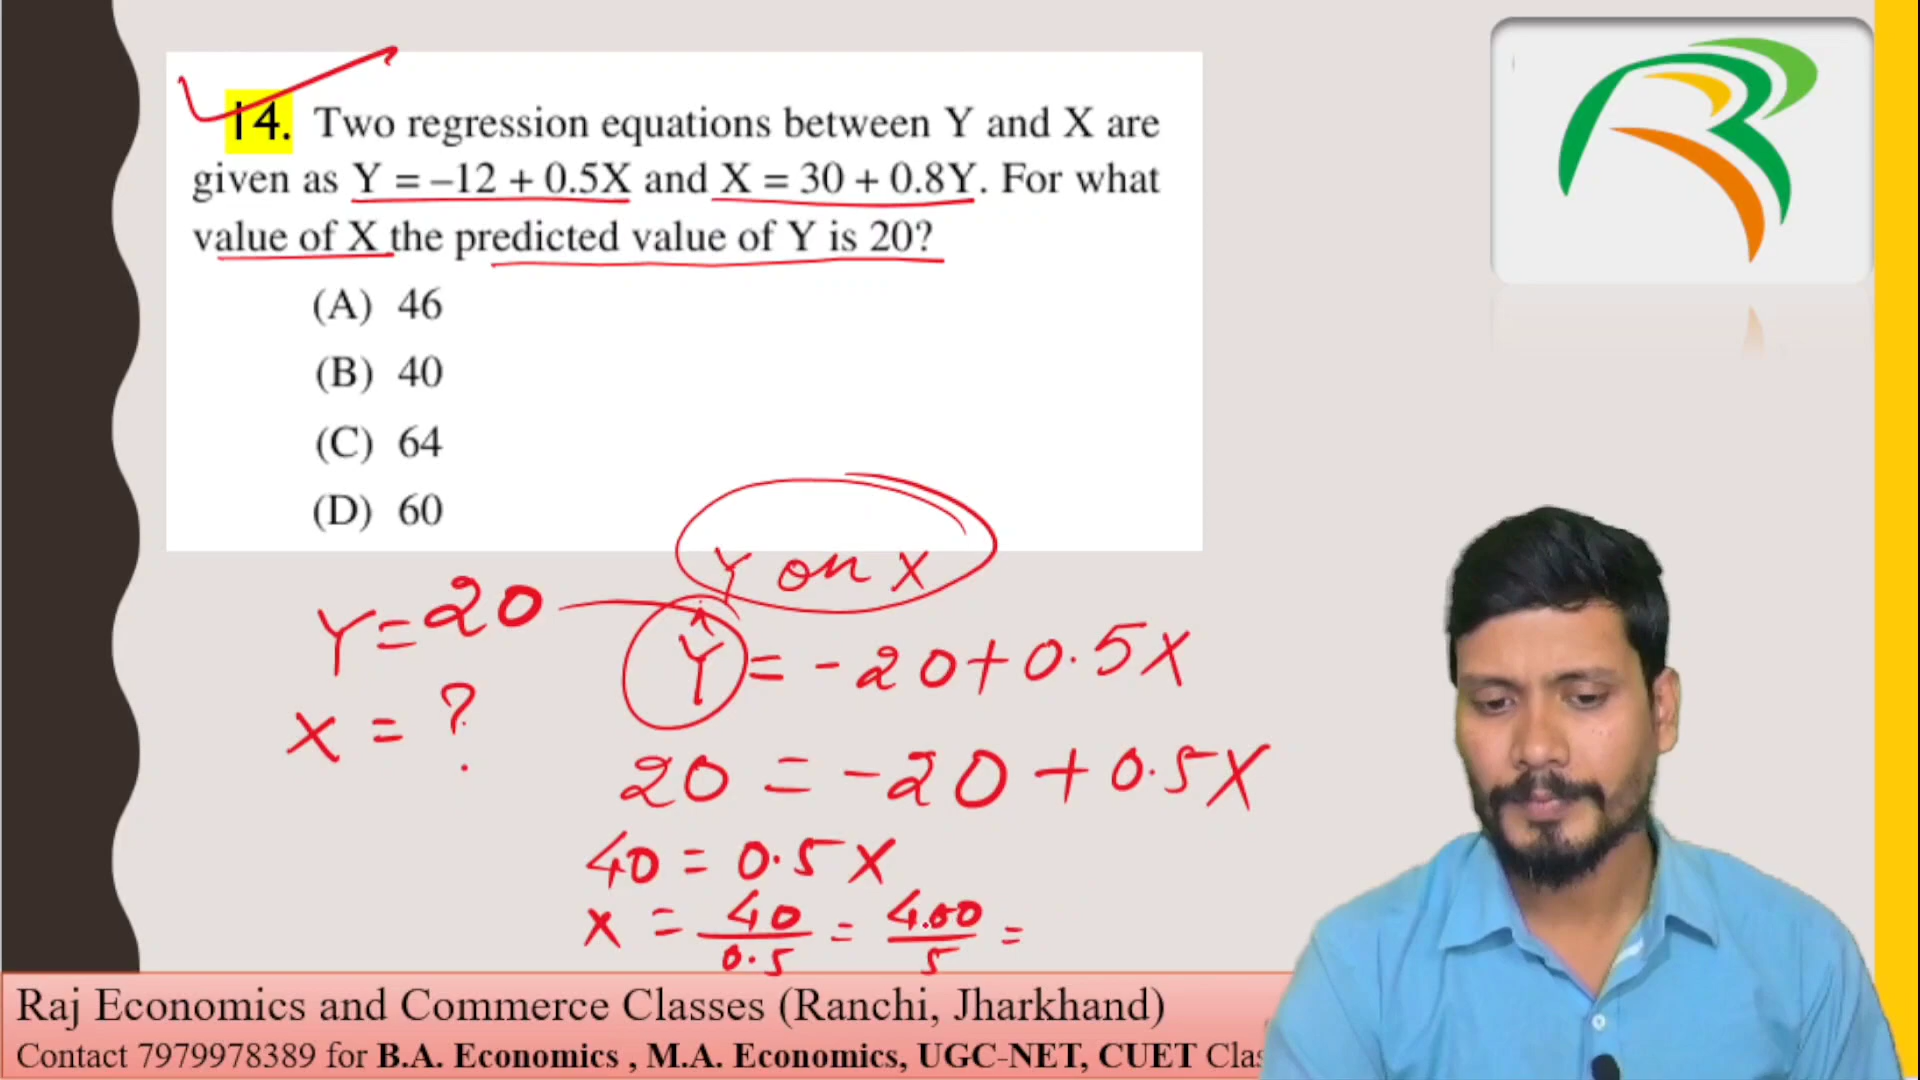 14. Two regression equations between Y and X are
given as Y = –12 + 0.5X and X = 30 + 0.8Y. For what
value of X the predicted value of Y is 20?
(A) 46
(B) 40
(C) 64
(D) 60
Y on X
Y = 20
Y = -20 + 0.5X
X = ?
20 = -20 + 0.5X
40 = 0.5X
X = 40/0.5 = 4.00/5 =
Raj Economics and Commerce Classes (Ranchi, Jharkhand)
Contact 7979978389 for B.A. Economics , M.A. Economics, UGC-NET, CUET Clas